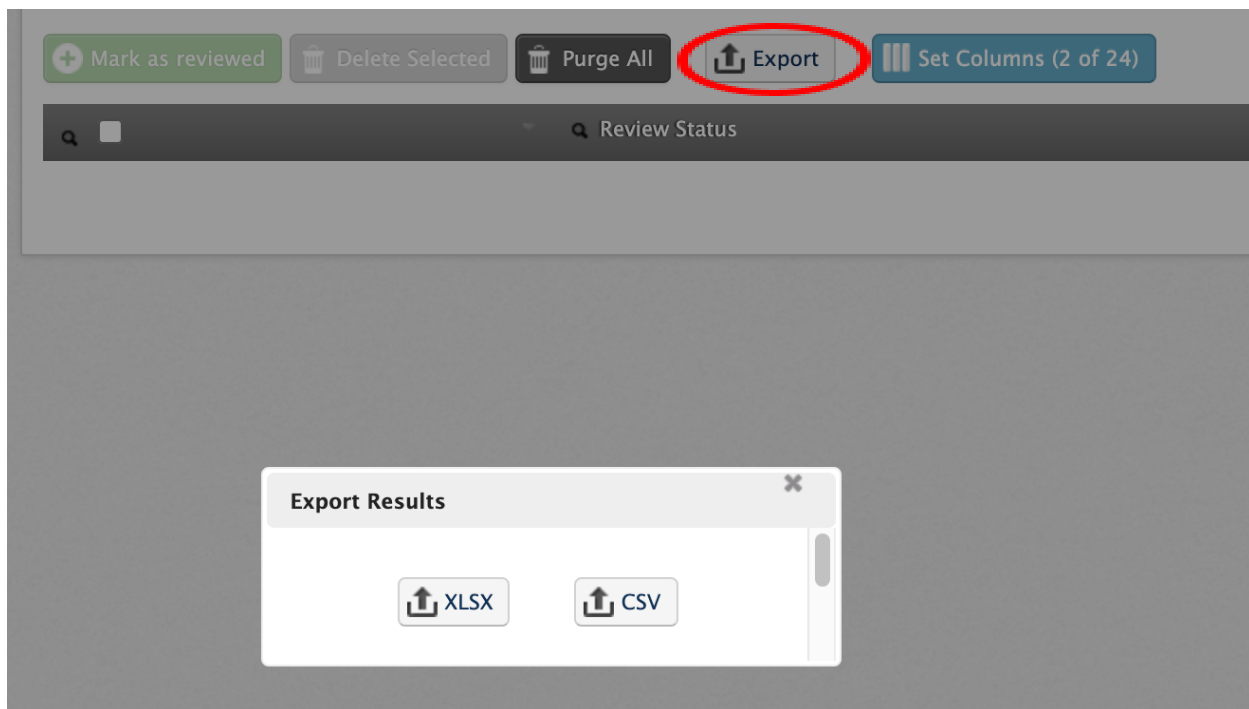 Mark as reviewed Delete Selected Purge All Export Set Columns (2 of 24)
Review Status
Export Results
XLSX CSV